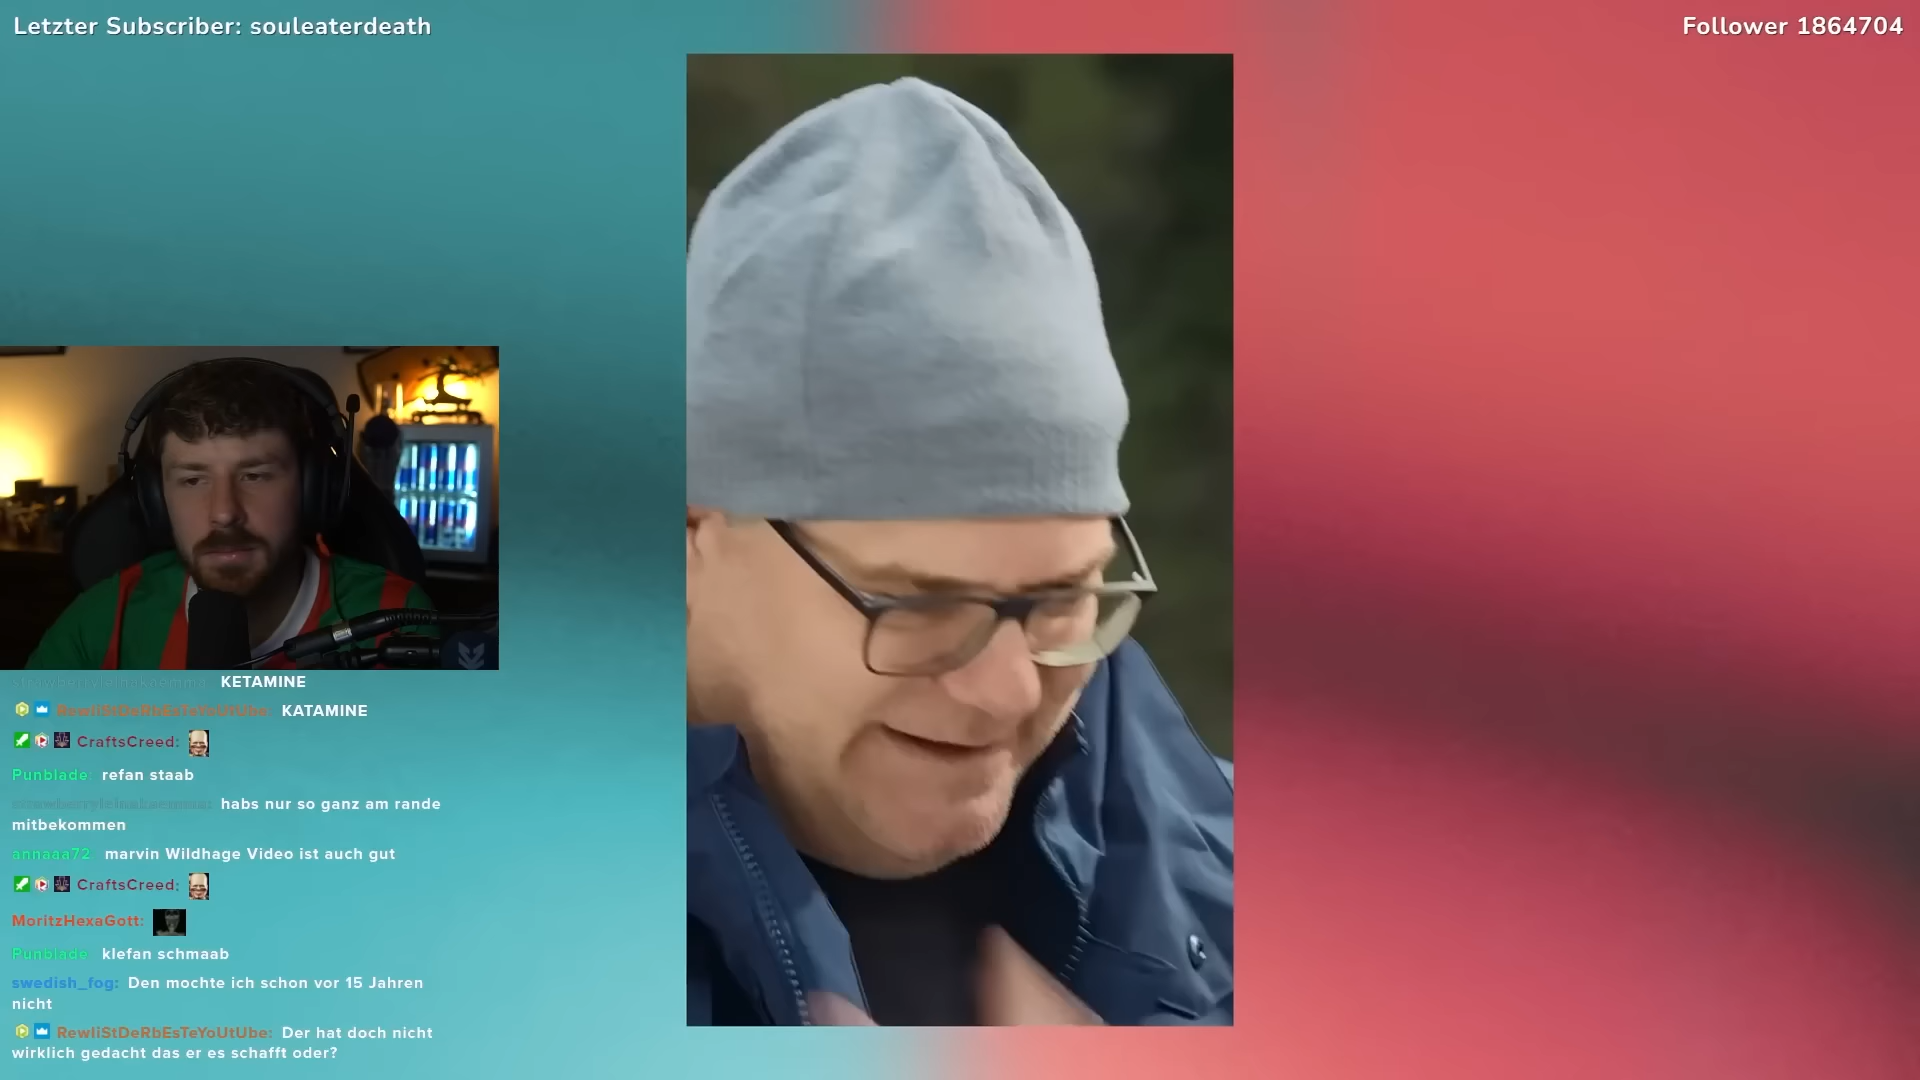 Letzter Subscriber: souleaterdeath
Follower 1864704
KETAMINE
RewIiStDeRbEsTeYoUtUbe: KATAMINE
CraftsCreed:
Punblade: refan staab
habs nur so ganz am rande
mitbekommen
annaaa72: marvin Wildhage Video ist auch gut
CraftsCreed:
MoritzHexaGott:
Punblade: klefan schmaab
swedish_fog: Den mochte ich schon vor 15 Jahren
nicht
RewIiStDeRbEsTeYoUtUbe: Der hat doch nicht
wirklich gedacht das er es schafft oder?